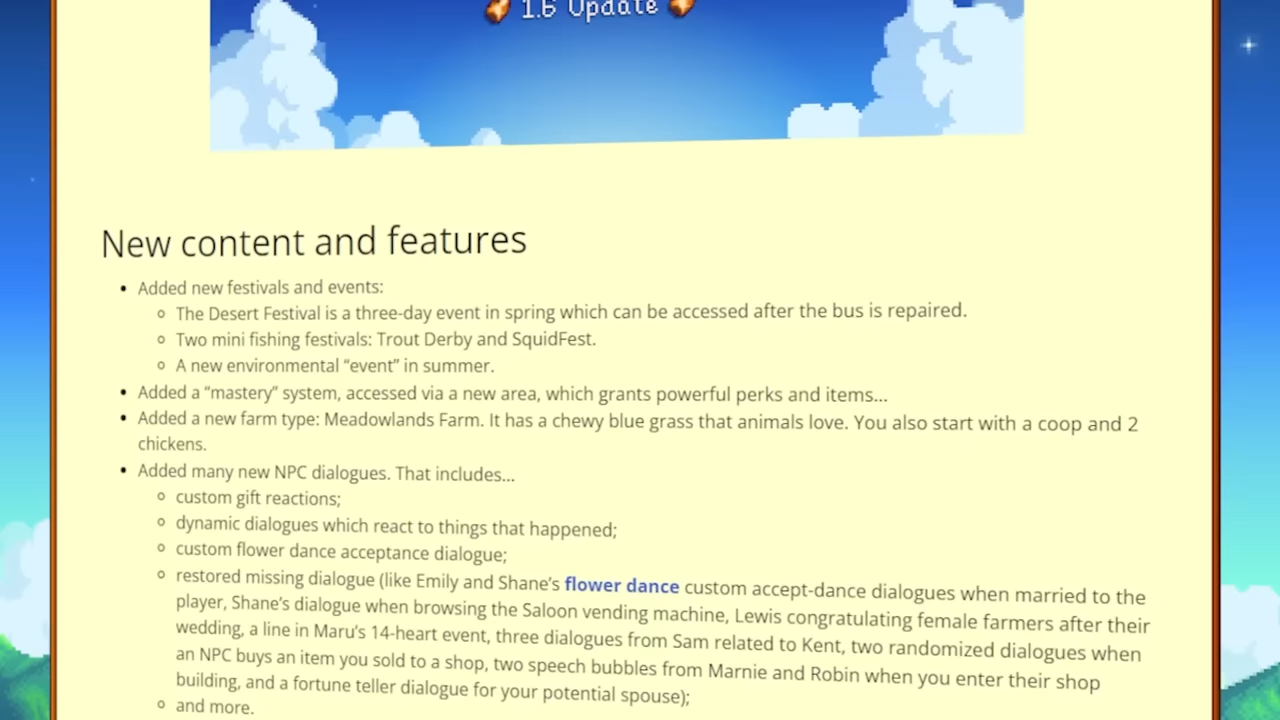 1.6 Update
New content and features
• Added new festivals and events:
○ The Desert Festival is a three-day event in spring which can be accessed after the bus is repaired.
○ Two mini fishing festivals: Trout Derby and SquidFest.
○ A new environmental “event” in summer.
• Added a “mastery” system, accessed via a new area, which grants powerful perks and items...
• Added a new farm type: Meadowlands Farm. It has a chewy blue grass that animals love. You also start with a coop and 2
chickens.
• Added many new NPC dialogues. That includes...
○ custom gift reactions;
○ dynamic dialogues which react to things that happened;
○ custom flower dance acceptance dialogue;
○ restored missing dialogue (like Emily and Shane’s flower dance custom accept-dance dialogues when married to the
player, Shane’s dialogue when browsing the Saloon vending machine, Lewis congratulating female farmers after their
wedding, a line in Maru’s 14-heart event, three dialogues from Sam related to Kent, two randomized dialogues when
an NPC buys an item you sold to a shop, two speech bubbles from Marnie and Robin when you enter their shop
building, and a fortune teller dialogue for your potential spouse);
○ and more.